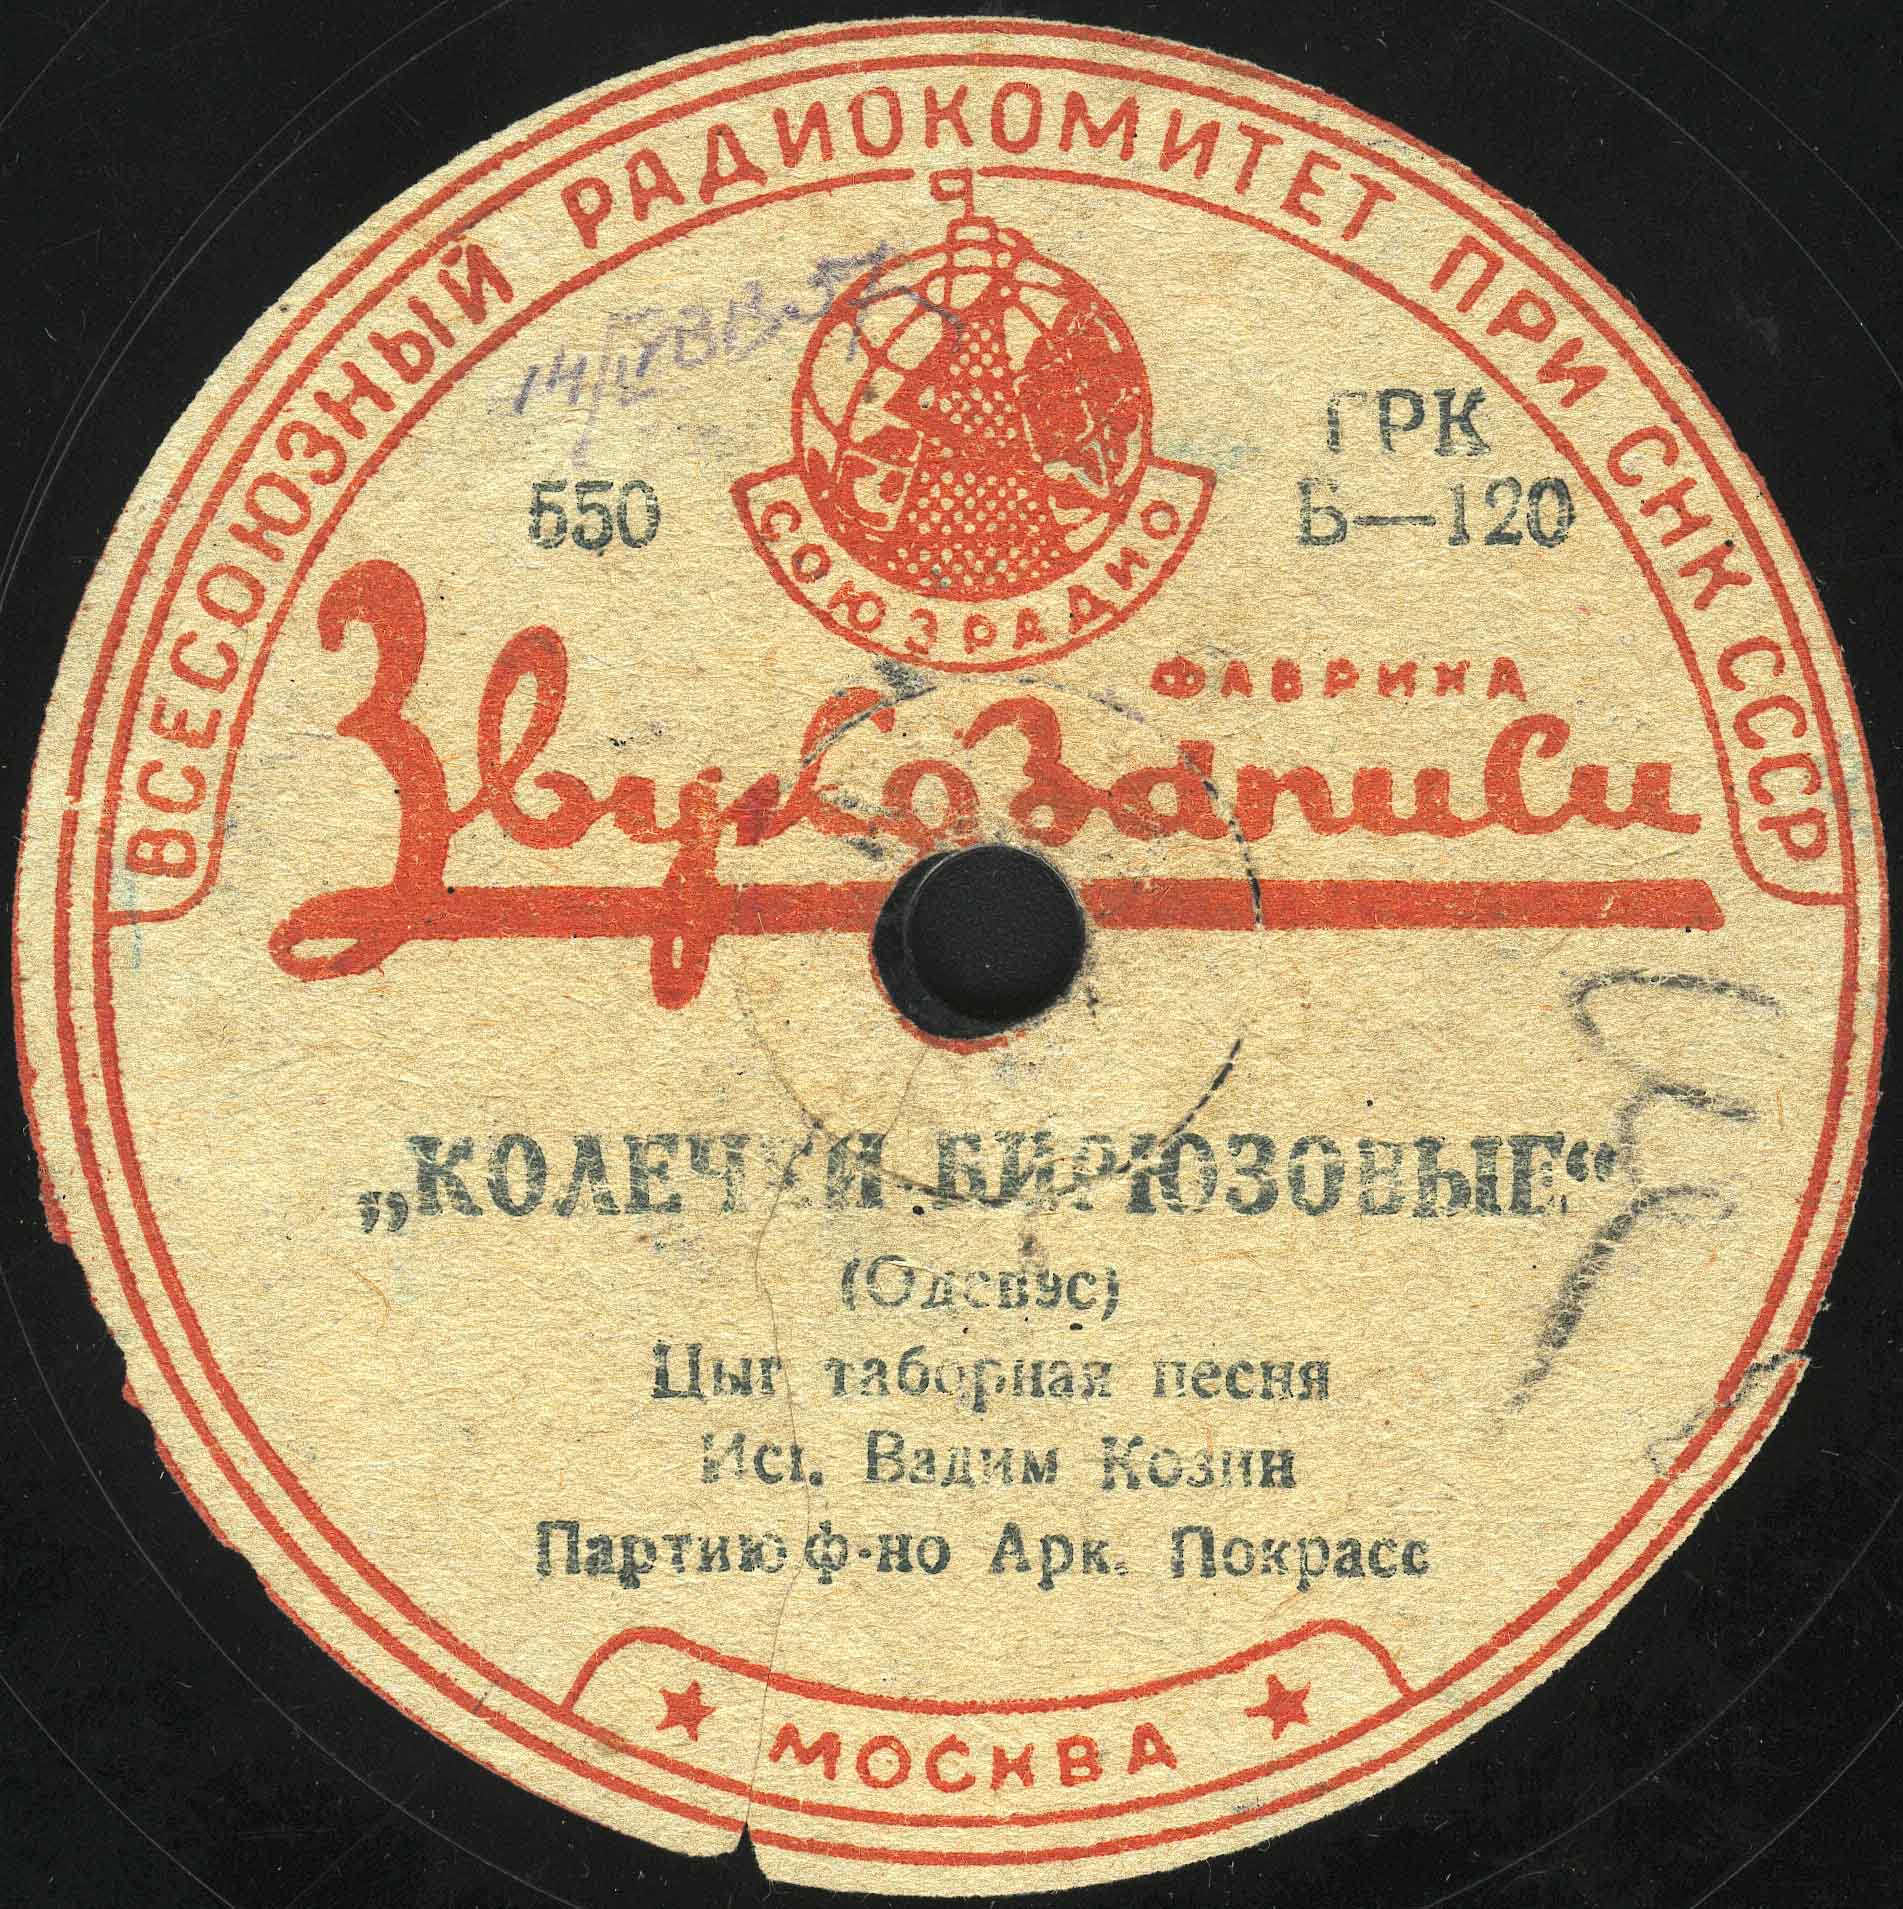 ВСЕСОЮЗНЫЙ РАДИОКОМИТЕТ ПРИ СНК СССР
ГРК
550
Б—120
СОЮЗРАДИО
ФАБРИКА
ЗвукоЗаписи
„КОЛЕЧКИ БИРЮЗОВЫЕ“
Цыг таборная песня
Исп. Вадим Козин
Партию ф-но Арк. Покрасс
МОСКВА